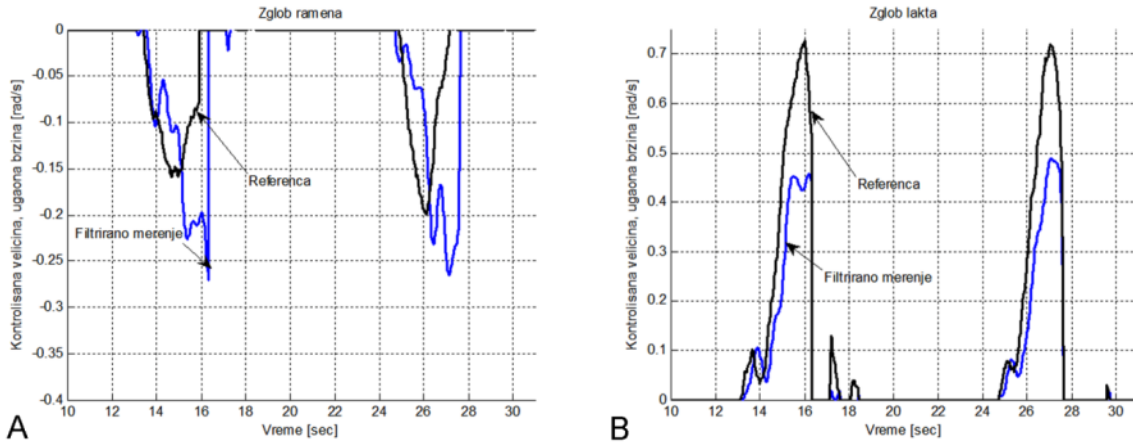 Zglob ramena
Kontrolisana velicina, ugaona brzina [rad/s]
0
-0.05
-0.1
-0.15
-0.2
-0.25
-0.3
-0.35
-0.4
Referenca
Filtrirano merenje
10 12 14 16 18 20 22 24 26 28 30
Vreme [sec]
A
Zglob lakta
Kontrolisana velicina, ugaona brzina [rad/s]
0.7
0.6
0.5
0.4
0.3
0.2
0.1
0
Referenca
Filtrirano merenje
10 12 14 16 18 20 22 24 26 28 30
Vreme [sec]
B